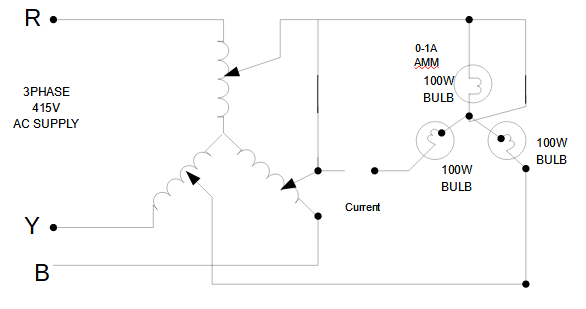 R
3PHASE
415V
AC SUPPLY
0-1A
AMM
100W
BULB
100W
BULB
100W
BULB
Current
Y
B